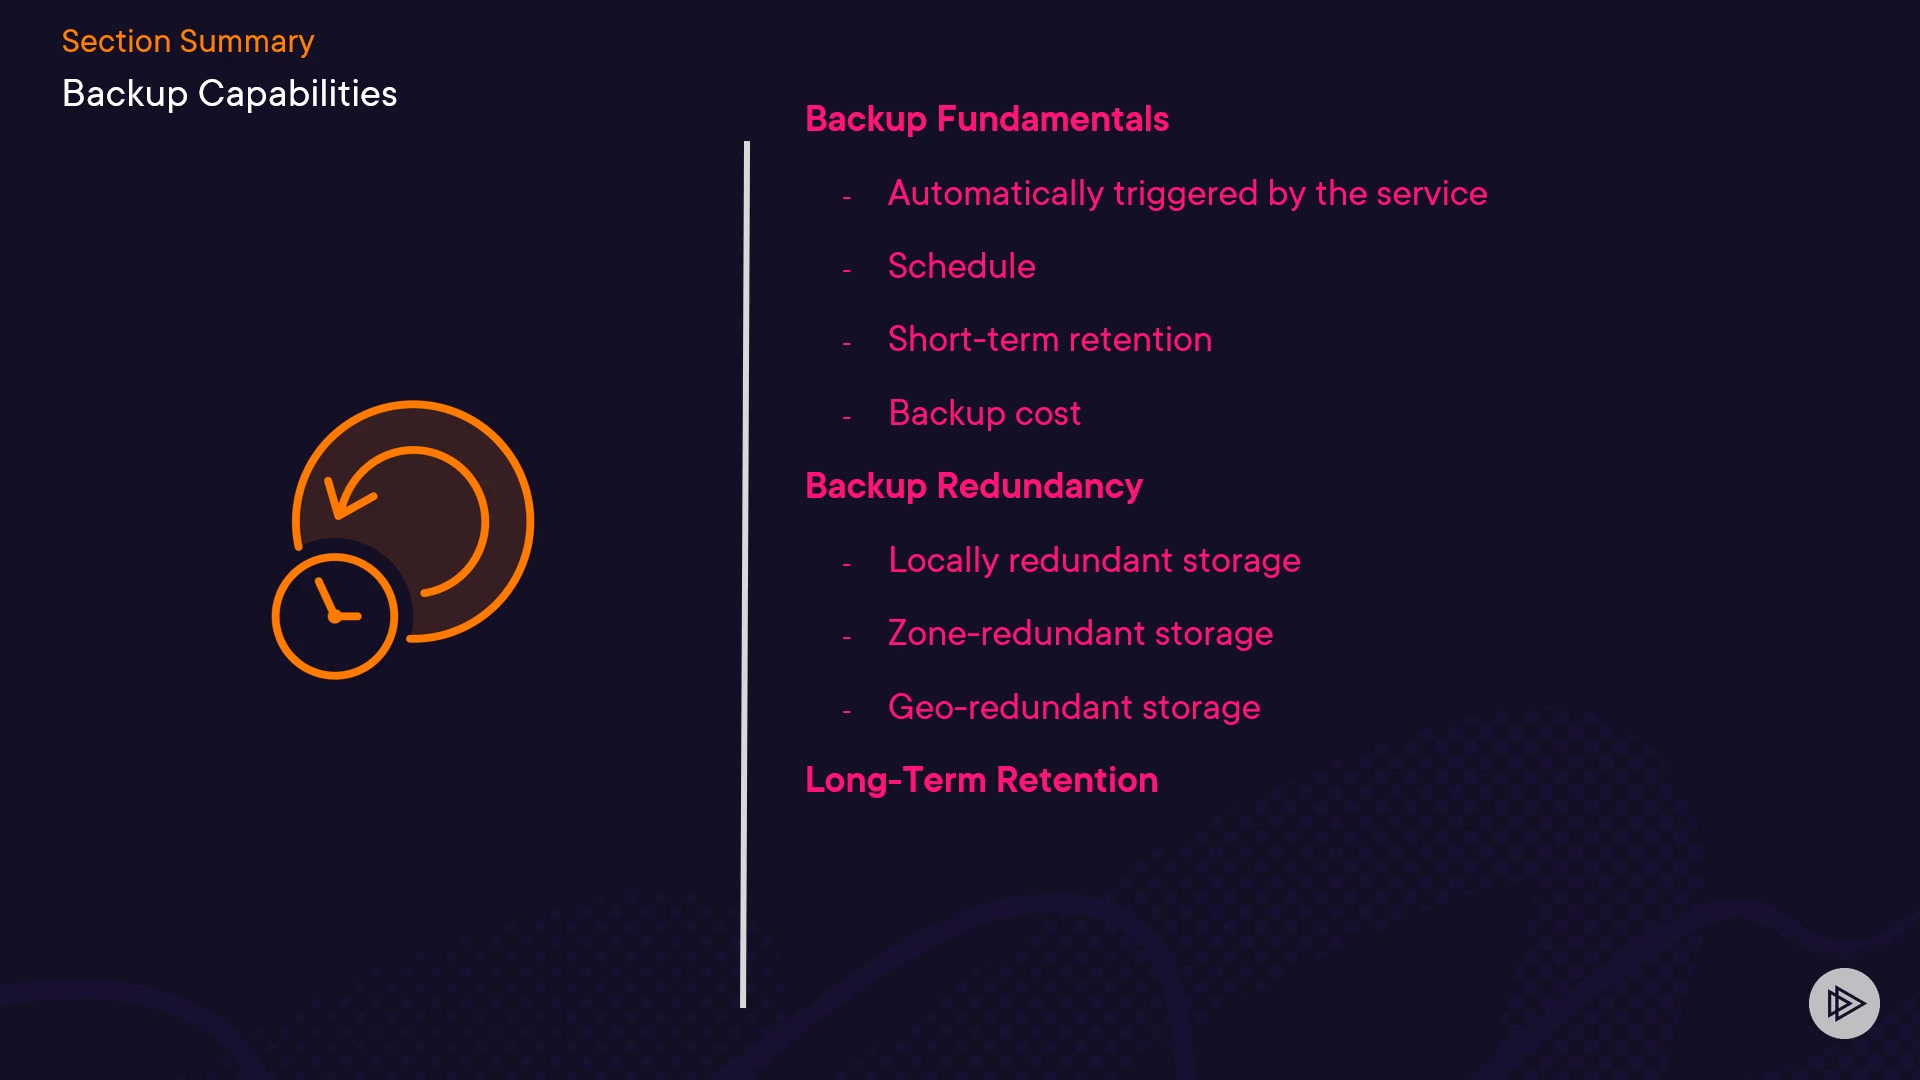 Section Summary
Backup Capabilities
Backup Fundamentals
- Automatically triggered by the service
- Schedule
- Short-term retention
- Backup cost
Backup Redundancy
- Locally redundant storage
- Zone-redundant storage
- Geo-redundant storage
Long-Term Retention